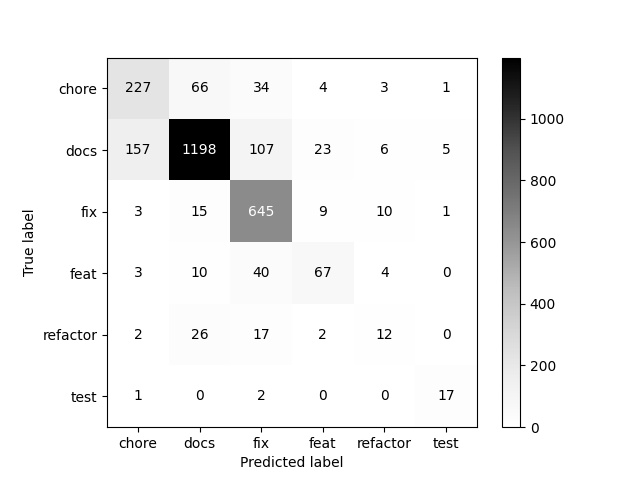 chore 227 66 34 4 3 1
docs 157 1198 107 23 6 5
fix 3 15 645 9 10 1
feat 3 10 40 67 4 0
refactor 2 26 17 2 12 0
test 1 0 2 0 0 17
chore docs fix feat refactor test
Predicted label
True label
1000
800
600
400
200
0